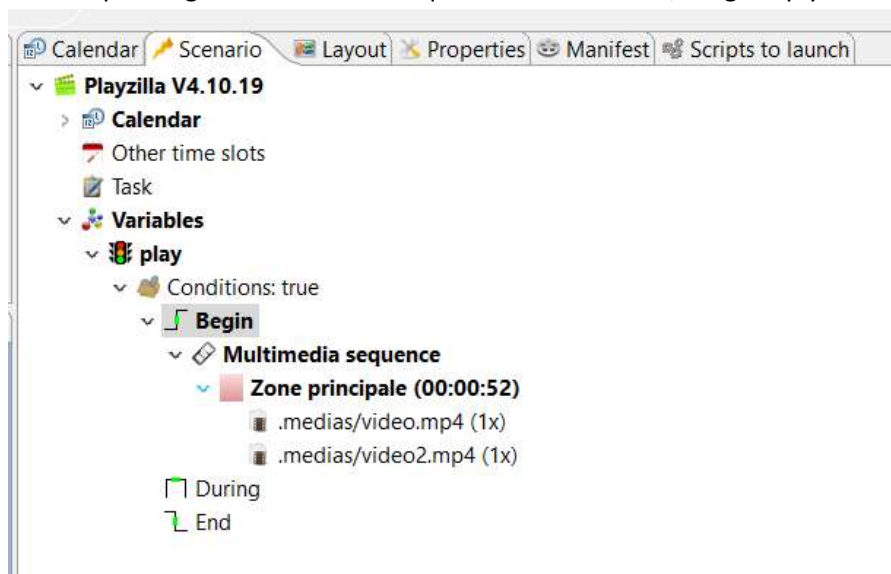 Calendar Scenario Layout Properties Manifest Scripts to launch
Playzilla V4.10.19
Calendar
Other time slots
Task
Variables
play
Conditions: true
Begin
Multimedia sequence
Zone principale (00:00:52)
.medias/video.mp4 (1x)
.medias/video2.mp4 (1x)
During
End